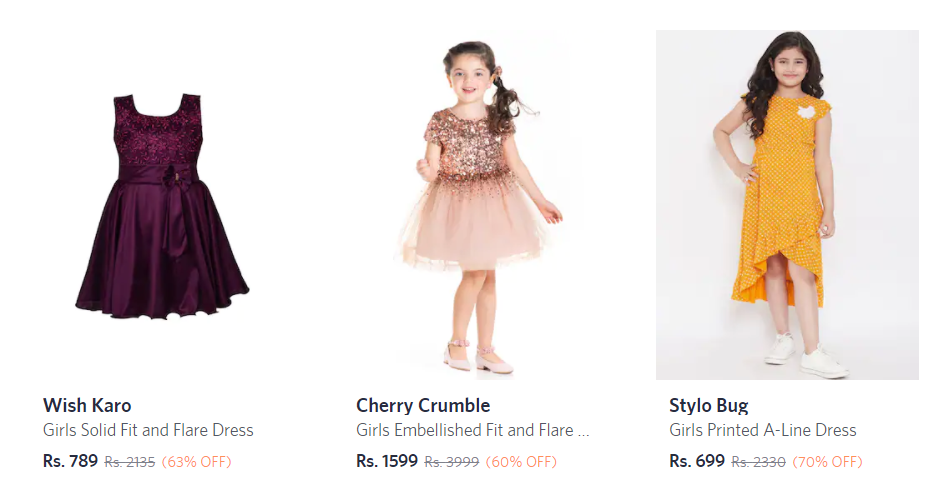 Wish Karo
Girls Solid Fit and Flare Dress
Rs. 789 Rs. 2135 (63% OFF)
Cherry Crumble
Girls Embellished Fit and Flare ...
Rs. 1599 Rs. 3999 (60% OFF)
Stylo Bug
Girls Printed A-Line Dress
Rs. 699 Rs. 2330 (70% OFF)